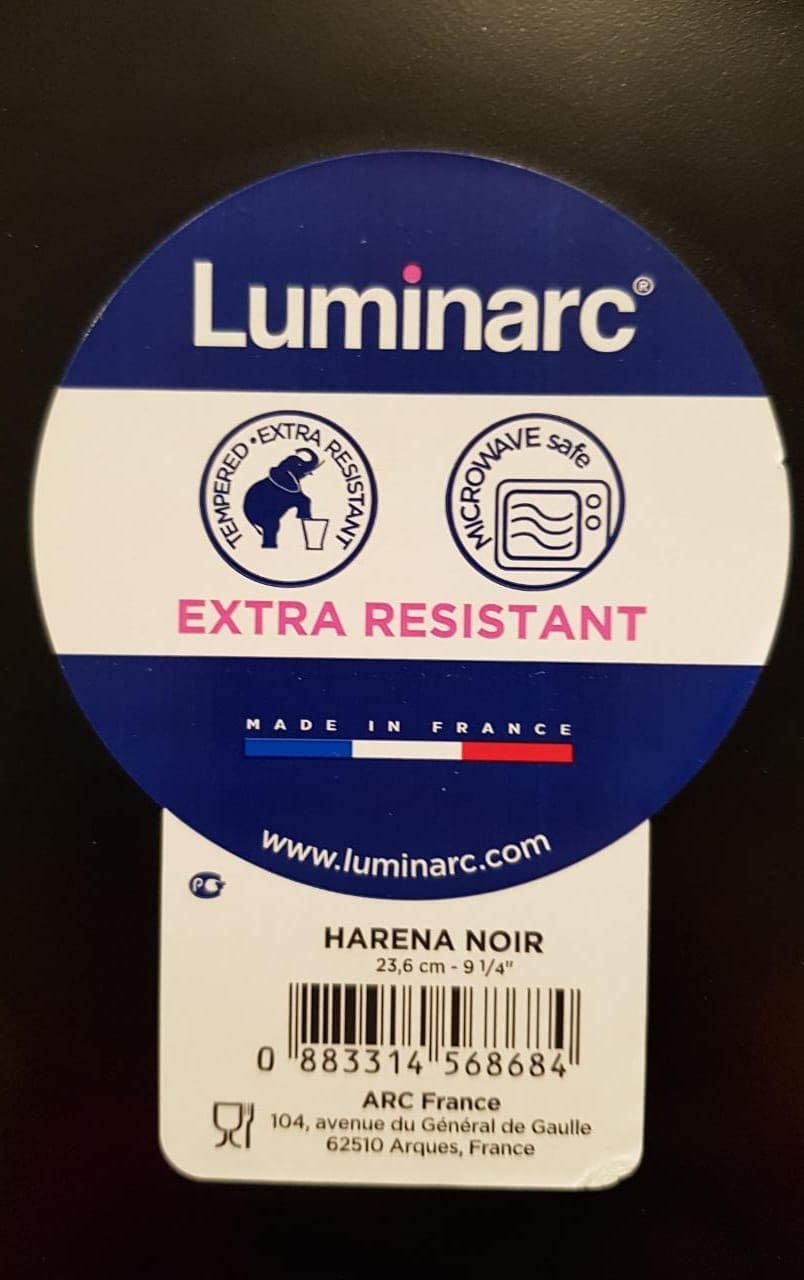 Luminarc®
TEMPERED • EXTRA RESISTANT
MICROWAVE safe
EXTRA RESISTANT
MADE IN FRANCE
www.luminarc.com
HARENA NOIR
23,6 cm - 9 1/4"
0 883314 568684
ARC France
104, avenue du Général de Gaulle
62510 Arques, France